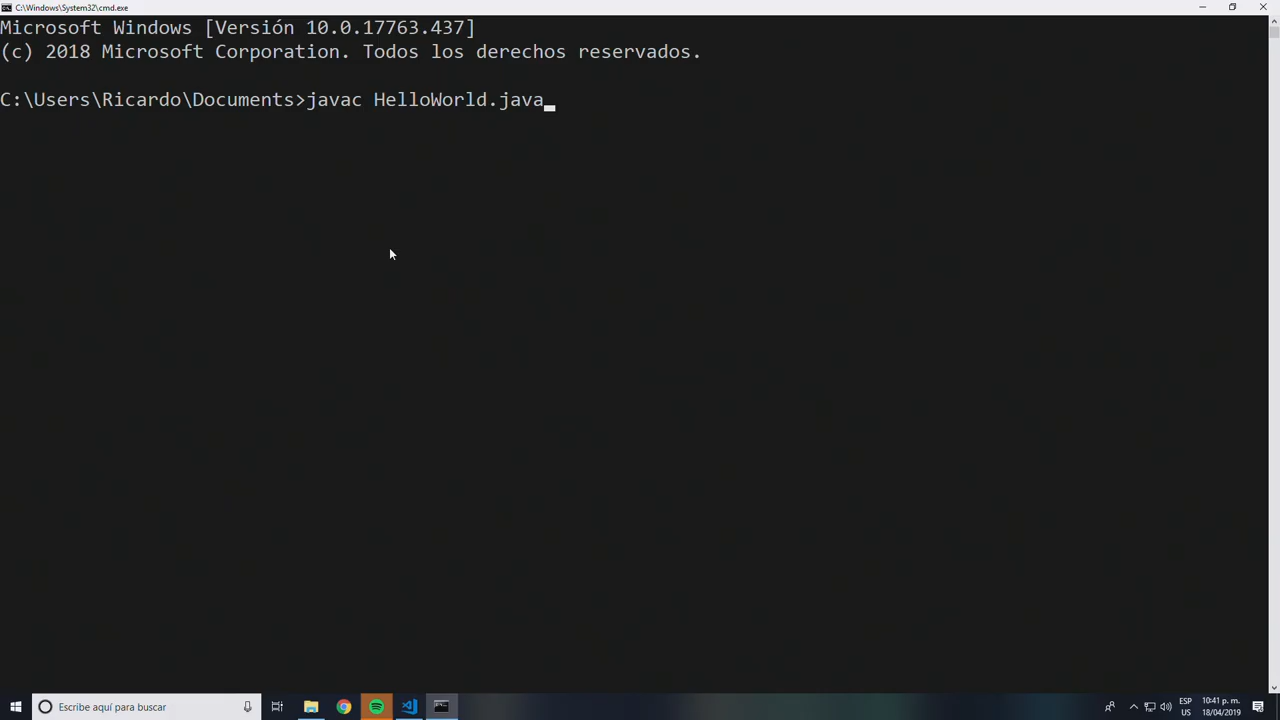 C:\Windows\System32\cmd.exe
Microsoft Windows [Versión 10.0.17763.437]
(c) 2018 Microsoft Corporation. Todos los derechos reservados.
C:\Users\Ricardo\Documents>javac HelloWorld.java
Escribe aquí para buscar
ESP
US
10:41 p. m.
18/04/2019